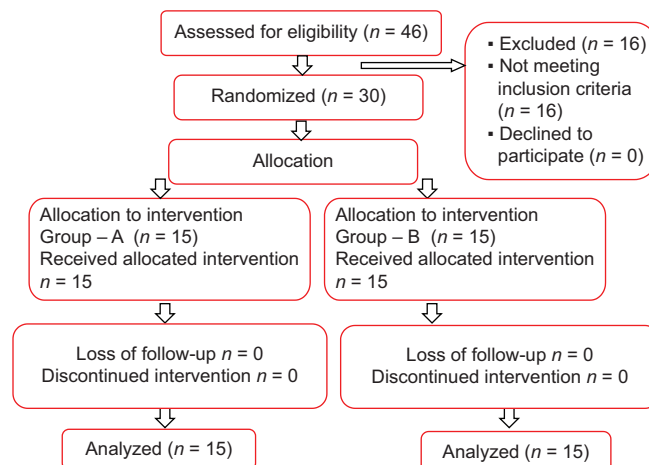 Assessed for eligibility (n = 46)
▪ Excluded (n = 16)
▪ Not meeting
inclusion criteria
(n = 16)
▪ Declined to
participate (n = 0)
Randomized (n = 30)
Allocation
Allocation to intervention
Group – A (n = 15)
Received allocated intervention
n = 15
Allocation to intervention
Group – B (n = 15)
Received allocated intervention
n = 15
Loss of follow-up n = 0
Discontinued intervention n = 0
Loss of follow-up n = 0
Discontinued intervention n = 0
Analyzed (n = 15)
Analyzed (n = 15)